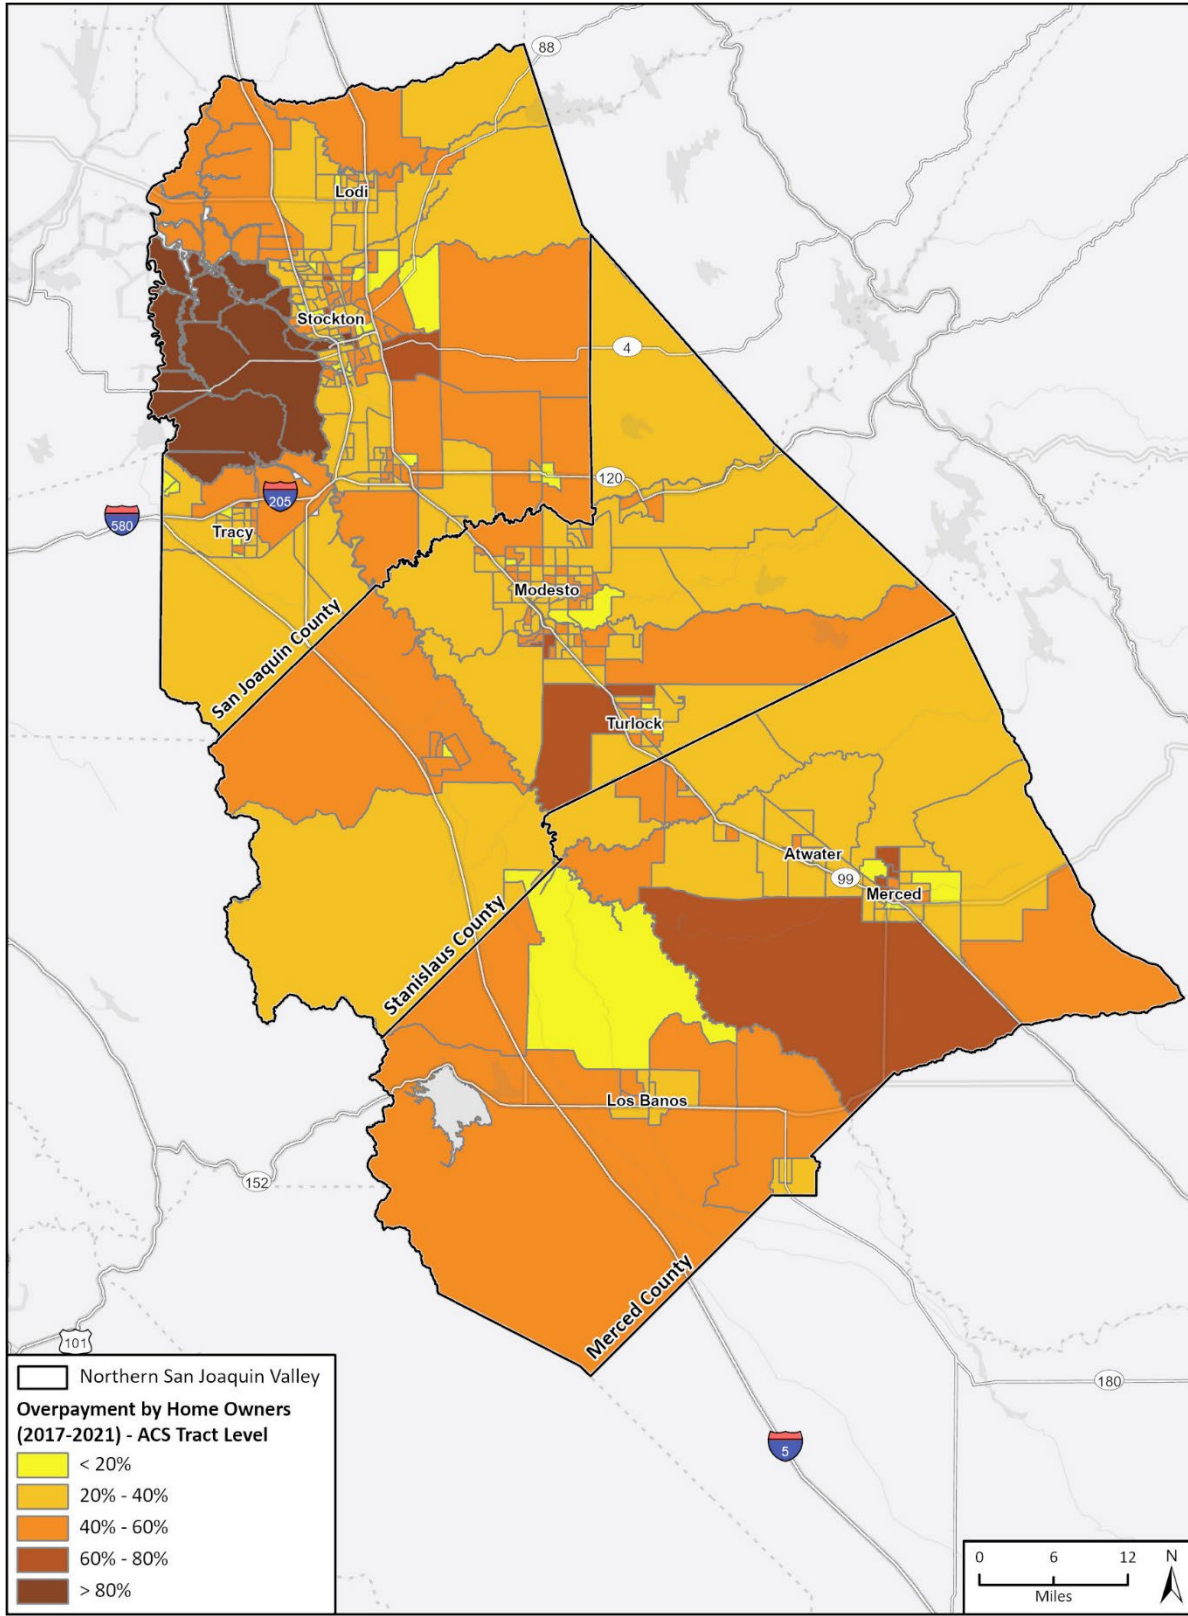 88
Lodi
Stockton
4
120
205
580
Tracy
Modesto
San Joaquin County
Turlock
Atwater
99
Merced
Stanislaus County
Los Banos
152
Merced County
101
180
5
Northern San Joaquin Valley
Overpayment by Home Owners
(2017-2021) - ACS Tract Level
< 20%
20% - 40%
40% - 60%
60% - 80%
> 80%
0 6 12
Miles
N